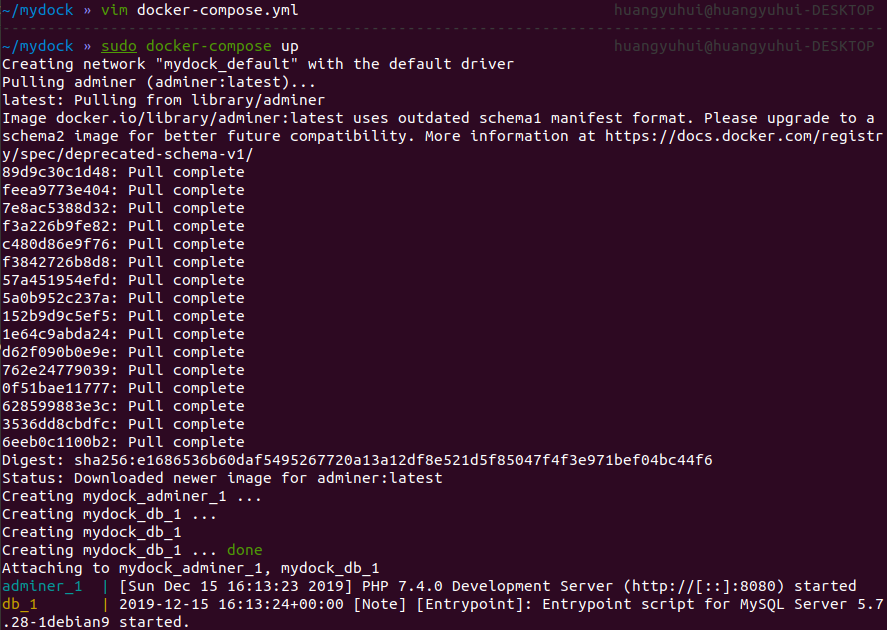 ~/mydock » vim docker-compose.yml huangyuhui@huangyuhui-DESKTOP
~/mydock » sudo docker-compose up huangyuhui@huangyuhui-DESKTOP
Creating network "mydock_default" with the default driver
Pulling adminer (adminer:latest)...
latest: Pulling from library/adminer
Image docker.io/library/adminer:latest uses outdated schema1 manifest format. Please upgrade to a
schema2 image for better future compatibility. More information at https://docs.docker.com/registr
y/spec/deprecated-schema-v1/
89d9c30c1d48: Pull complete
feea9773e404: Pull complete
7e8ac5388d32: Pull complete
f3a226b9fe82: Pull complete
c480d86e9f76: Pull complete
f3842726b8d8: Pull complete
57a451954efd: Pull complete
5a0b952c237a: Pull complete
152b9d9c5ef5: Pull complete
1e64c9abda24: Pull complete
d62f090b0e9e: Pull complete
762e24779039: Pull complete
0f51bae11777: Pull complete
628599883e3c: Pull complete
3536dd8cbdfc: Pull complete
6eeb0c1100b2: Pull complete
Digest: sha256:e1686536b60daf5495267720a13a12df8e521d5f85047f4f3e971bef04bc44f6
Status: Downloaded newer image for adminer:latest
Creating mydock_adminer_1 ...
Creating mydock_db_1 ...
Creating mydock_db_1
Creating mydock_db_1 ... done
Attaching to mydock_adminer_1, mydock_db_1
adminer_1  | [Sun Dec 15 16:13:23 2019] PHP 7.4.0 Development Server (http://[::]:8080) started
db_1       | 2019-12-15 16:13:24+00:00 [Note] [Entrypoint]: Entrypoint script for MySQL Server 5.7
.28-1debian9 started.